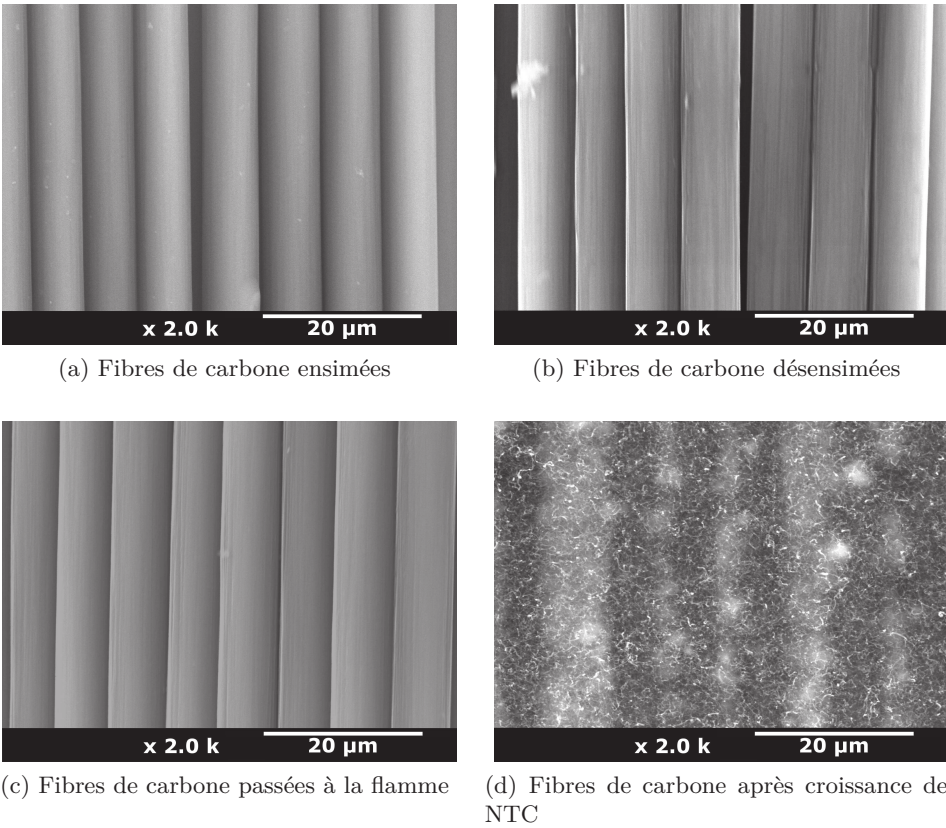 x 2.0 k 20 µm
x 2.0 k 20 µm
(a) Fibres de carbone ensimées
(b) Fibres de carbone désensimées
x 2.0 k 20 µm
x 2.0 k 20 µm
(c) Fibres de carbone passées à la flamme
(d) Fibres de carbone après croissance de
NTC